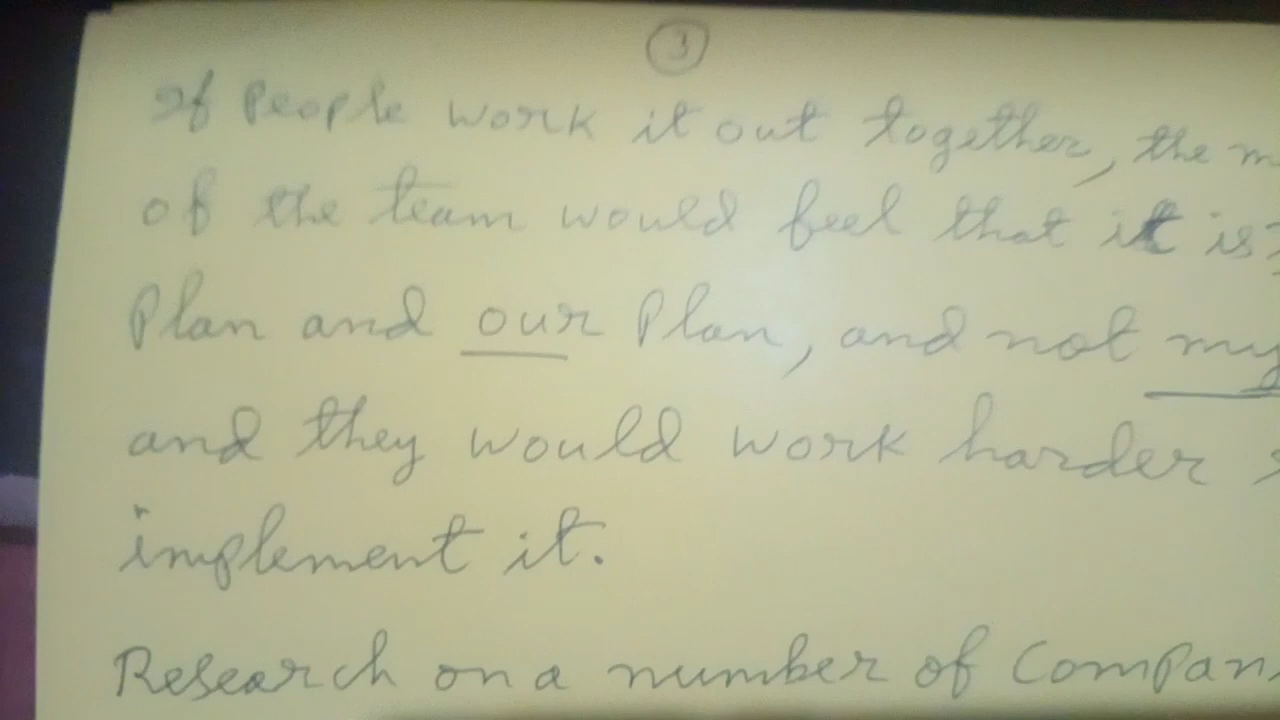 3
If People work it out together, the
of the team would feel that it is
Plan and our Plan, and not my
and they would work harder
implement it.
Research on a number of